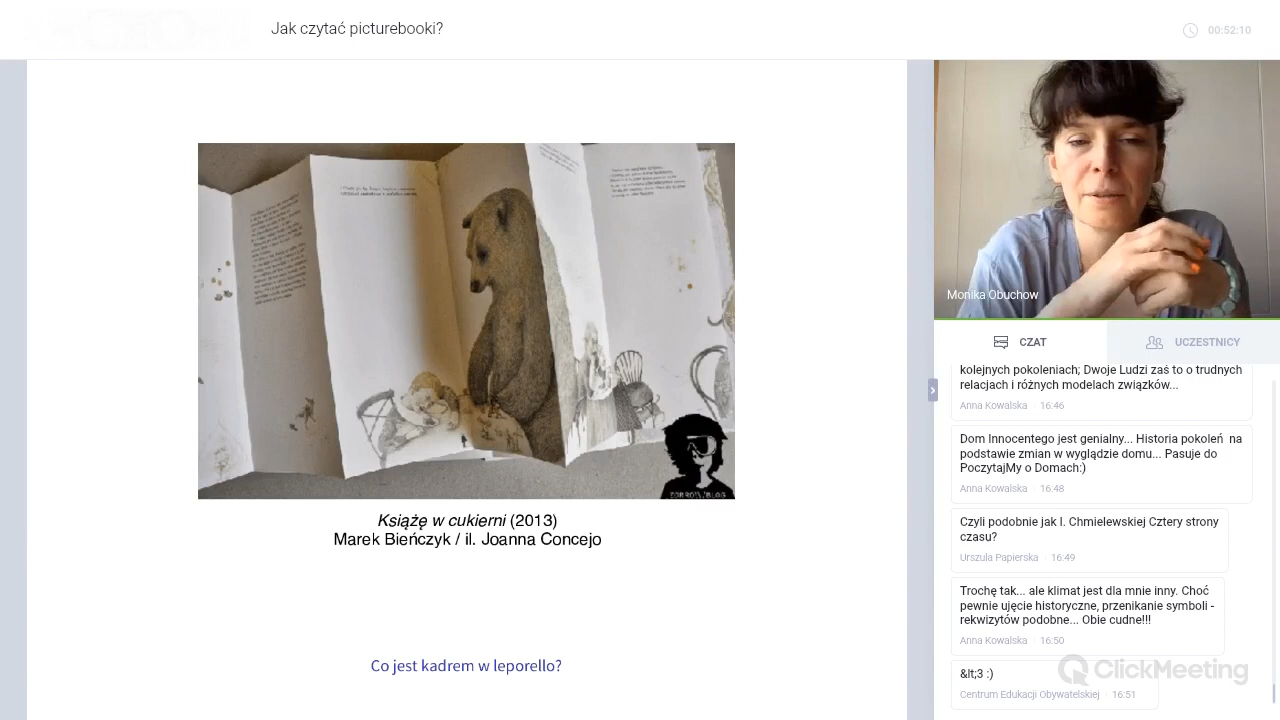 Jak czytać picturebooki?
00:52:10
Książę w cukierni (2013)
Marek Bieńczyk / il. Joanna Concejo
Co jest kadrem w leporello?
Monika Obuchow
CZAT
UCZESTNICY
kolejnych pokoleniach; Dwoje Ludzi zaś to o trudnych
relacjach i różnych modelach związków...
Anna Kowalska · 16:46
Dom Innocentego jest genialny... Historia pokoleń na
podstawie zmian w wyglądzie domu... Pasuje do
PoczytajMy o Domach:)
Anna Kowalska · 16:48
Czyli podobnie jak I. Chmielewskiej Cztery strony
czasu?
Urszula Papierska · 16:49
Trochę tak... ale klimat jest dla mnie inny. Choć
pewnie ujęcie historyczne, przenikanie symboli -
rekwizytów podobne... Obie cudne!!!
Anna Kowalska · 16:50
&lt;3 :)
Centrum Edukacji Obywatelskiej · 16:51
ClickMeeting